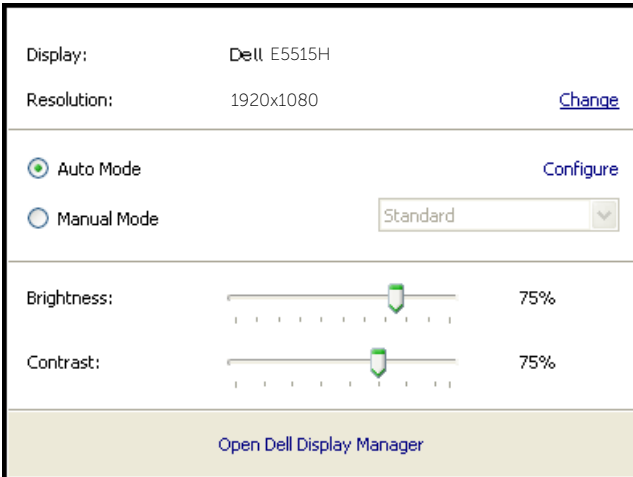 Display: Dell E5515H
Resolution: 1920x1080 Change
Auto Mode Configure
Manual Mode Standard
Brightness: 75%
Contrast: 75%
Open Dell Display Manager